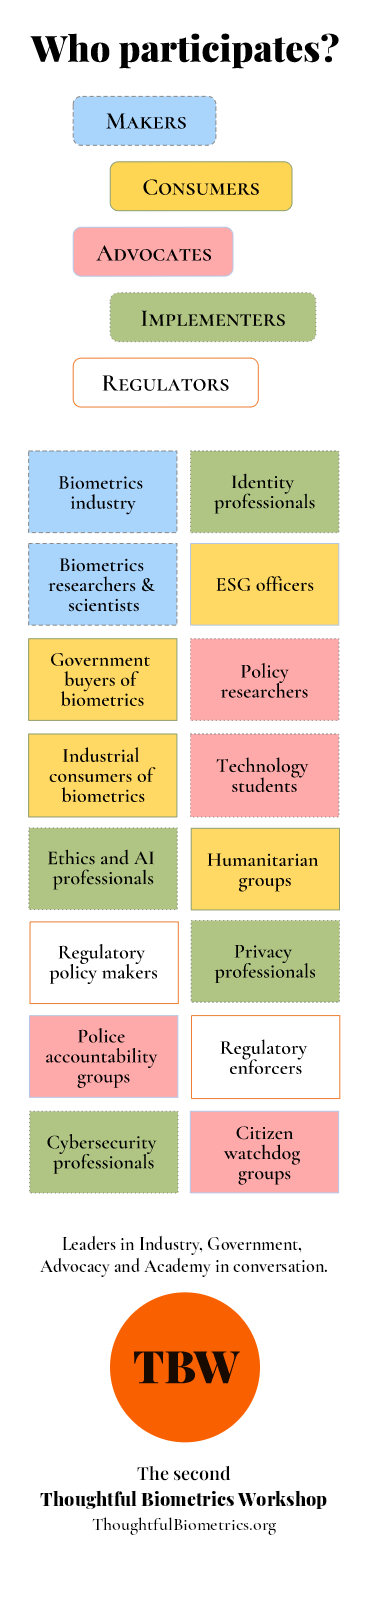 Who participates?
Makers
Consumers
Advocates
Implementers
Regulators
Biometrics
industry
Identity
professionals
Biometrics
researchers &
scientists
ESG officers
Government
buyers of
biometrics
Policy
researchers
Industrial
consumers of
biometrics
Technology
students
Ethics and AI
professionals
Humanitarian
groups
Regulatory
policy makers
Privacy
professionals
Police
accountability
groups
Regulatory
enforcers
Cybersecurity
professionals
Citizen
watchdog
groups
Leaders in Industry, Government,
Advocacy and Academy in conversation.
TBW
The second
Thoughtful Biometrics Workshop
ThoughtfulBiometrics.org